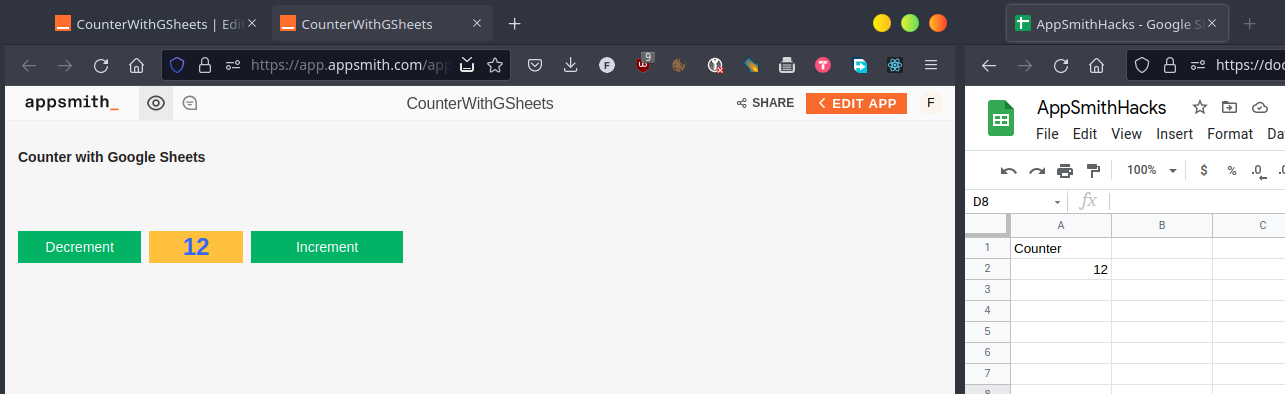 CounterWithGSheets | Edi
CounterWithGSheets
AppSmithHacks - Google S
https://app.appsmith.com/app
9
https://doc
appsmith_
CounterWithGSheets
SHARE
EDIT APP
F
AppSmithHacks
File Edit View Insert Format Da
100% $ % .0
D8
fx
Counter with Google Sheets
Decrement 12 Increment
A B C
1 Counter
2 12
3
4
5
6
7
8